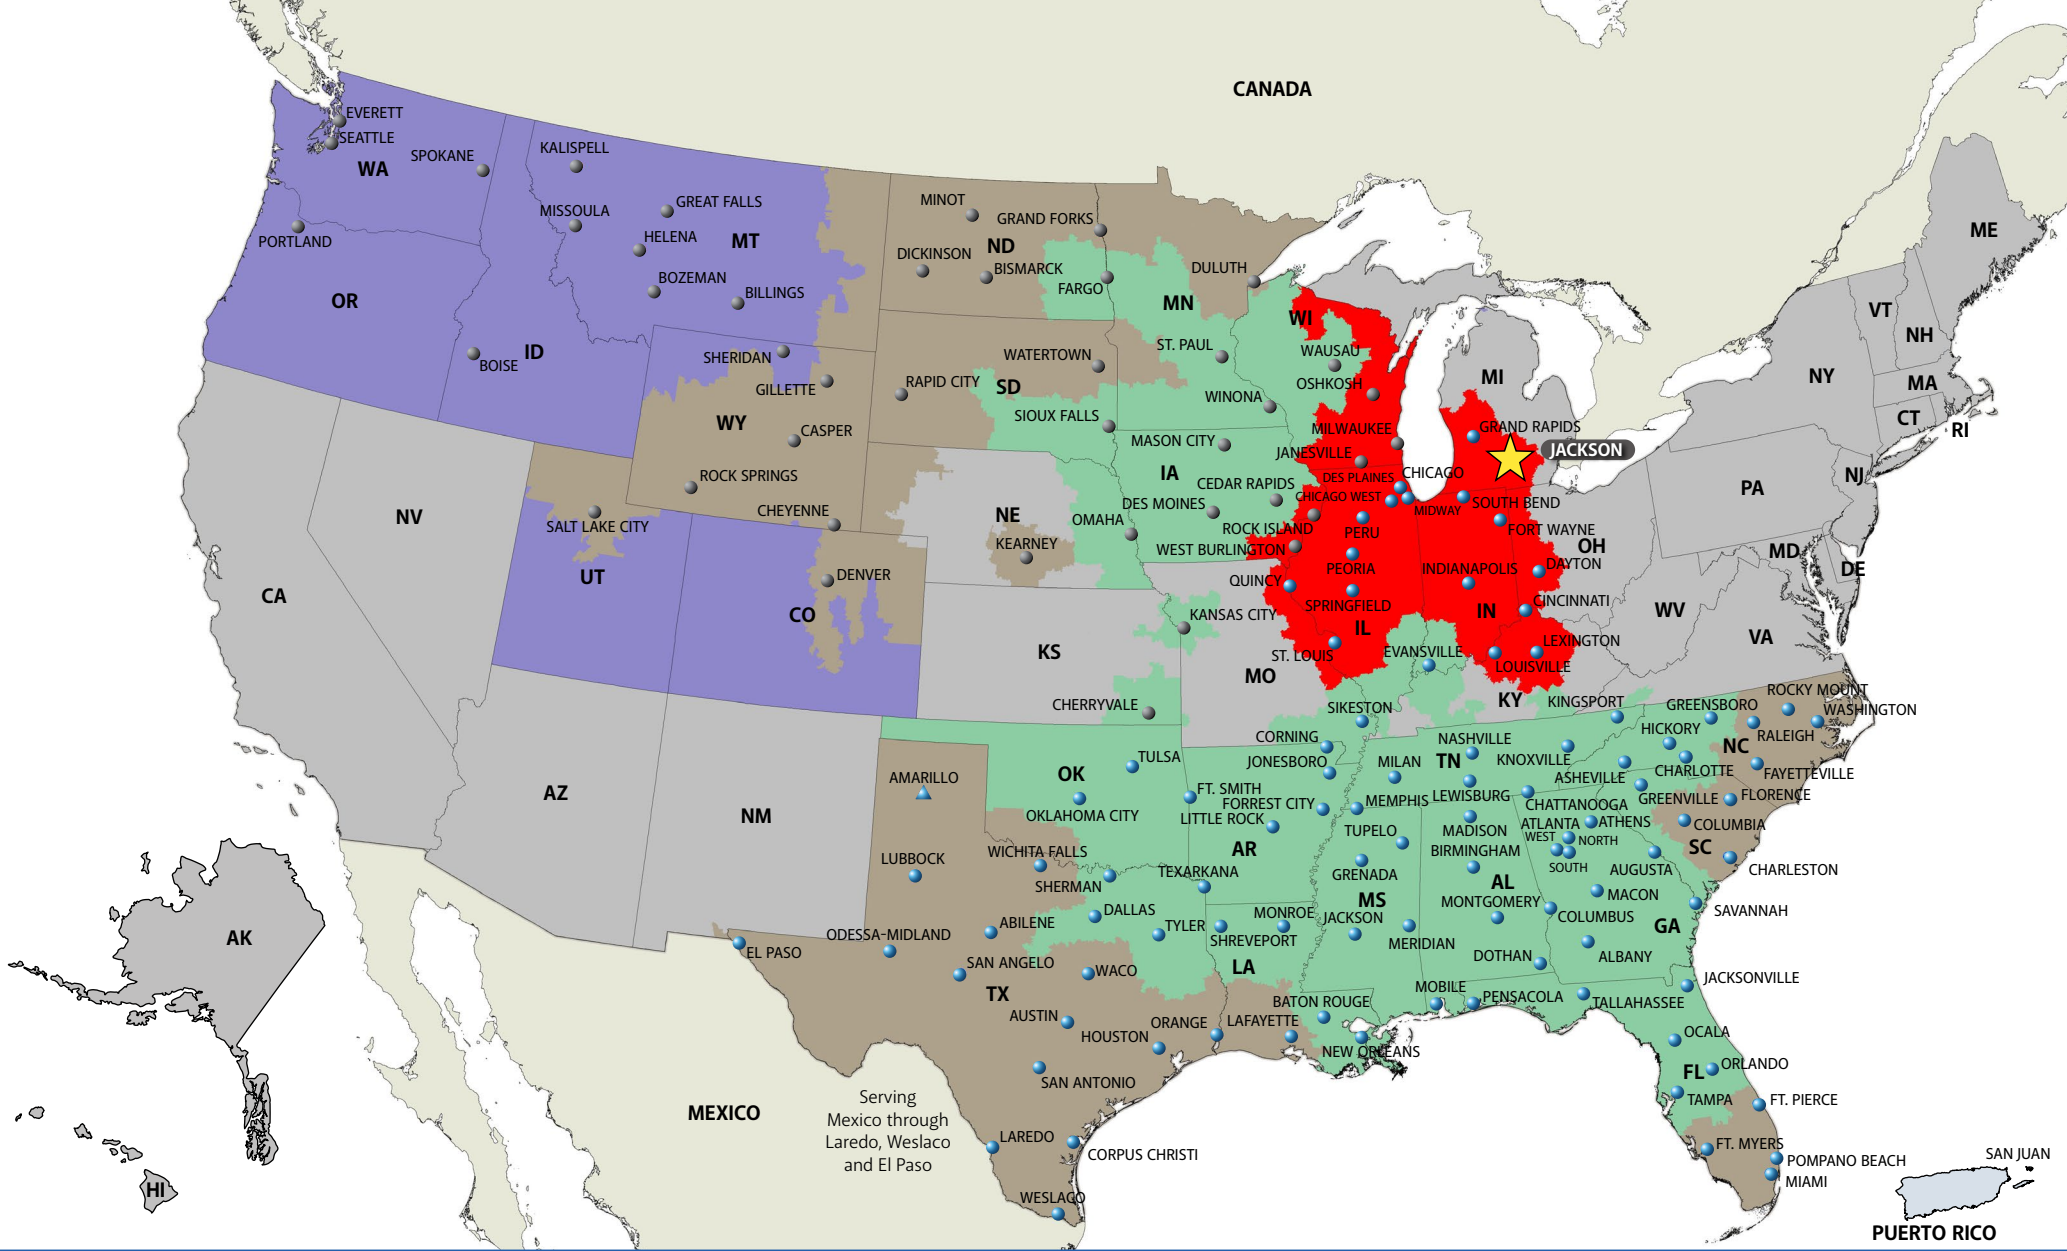 CANADA
EVERETT
SEATTLE
SPOKANE
WA
KALISPELL
MISSOULA
GREAT FALLS
HELENA
MT
PORTLAND
BOZEMAN
BILLINGS
OR
BOISE
ID
MINOT
GRAND FORKS
ND
DICKINSON
BISMARCK
FARGO
DULUTH
MN
WI
ME
VT
NH
SHERIDAN
GILLETTE
WATERTOWN
ST. PAUL
WAUSAU
OSHKOSH
RAPID CITY
SD
WINONA
MI
NY
MA
CT
RI
WY
CASPER
SIOUX FALLS
MASON CITY
MILWAUKEE
JANESVILLE
GRAND RAPIDS
JACKSON
ROCK SPRINGS
IA
CEDAR RAPIDS
DES PLAINES
CHICAGO
CHICAGO WEST
MIDWAY
SOUTH BEND
NJ
PA
NV
SALT LAKE CITY
CHEYENNE
NE
OMAHA
DES MOINES
ROCK ISLAND
PERU
FORT WAYNE
OH
KEARNEY
WEST BURLINGTON
PEORIA
INDIANAPOLIS
DAYTON
MD
DE
UT
DENVER
QUINCY
SPRINGFIELD
IN
CINCINNATI
CA
CO
KANSAS CITY
IL
WV
VA
KS
ST. LOUIS
EVANSVILLE
LEXINGTON
LOUISVILLE
MO
KY
CHERRYVALE
SIKESTON
KINGSPORT
GREENSBORO
ROCKY MOUNT
WASHINGTON
CORNING
NASHVILLE
HICKORY
NC
RALEIGH
TULSA
JONESBORO
MILAN
TN
KNOXVILLE
ASHEVILLE
CHARLOTTE
FAYETTEVILLE
AZ
NM
AMARILLO
OK
OKLAHOMA CITY
FT. SMITH
FORREST CITY
LITTLE ROCK
MEMPHIS
LEWISBURG
CHATTANOOGA
GREENVILLE
FLORENCE
TUPELO
MADISON
ATLANTA
ATHENS
WEST
NORTH
SOUTH
COLUMBIA
LUBBOCK
WICHITA FALLS
AR
BIRMINGHAM
SC
SHERMAN
TEXARKANA
GRENADA
AUGUSTA
CHARLESTON
DALLAS
MS
AL
MACON
MONTGOMERY
AK
ABILENE
TYLER
MONROE
SHREVEPORT
JACKSON
MERIDIAN
COLUMBUS
GA
SAVANNAH
EL PASO
ODESSA-MIDLAND
SAN ANGELO
WACO
LA
DOTHAN
ALBANY
TX
JACKSONVILLE
BATON ROUGE
MOBILE
PENSACOLA
TALLAHASSEE
AUSTIN
HOUSTON
ORANGE
LAFAYETTE
NEW ORLEANS
OCALA
SAN ANTONIO
FL
ORLANDO
MEXICO
Serving
Mexico through
Laredo, Weslaco
and El Paso
TAMPA
FT. PIERCE
LAREDO
CORPUS CHRISTI
FT. MYERS
POMPANO BEACH
MIAMI
SAN JUAN
HI
WESLACO
PUERTO RICO